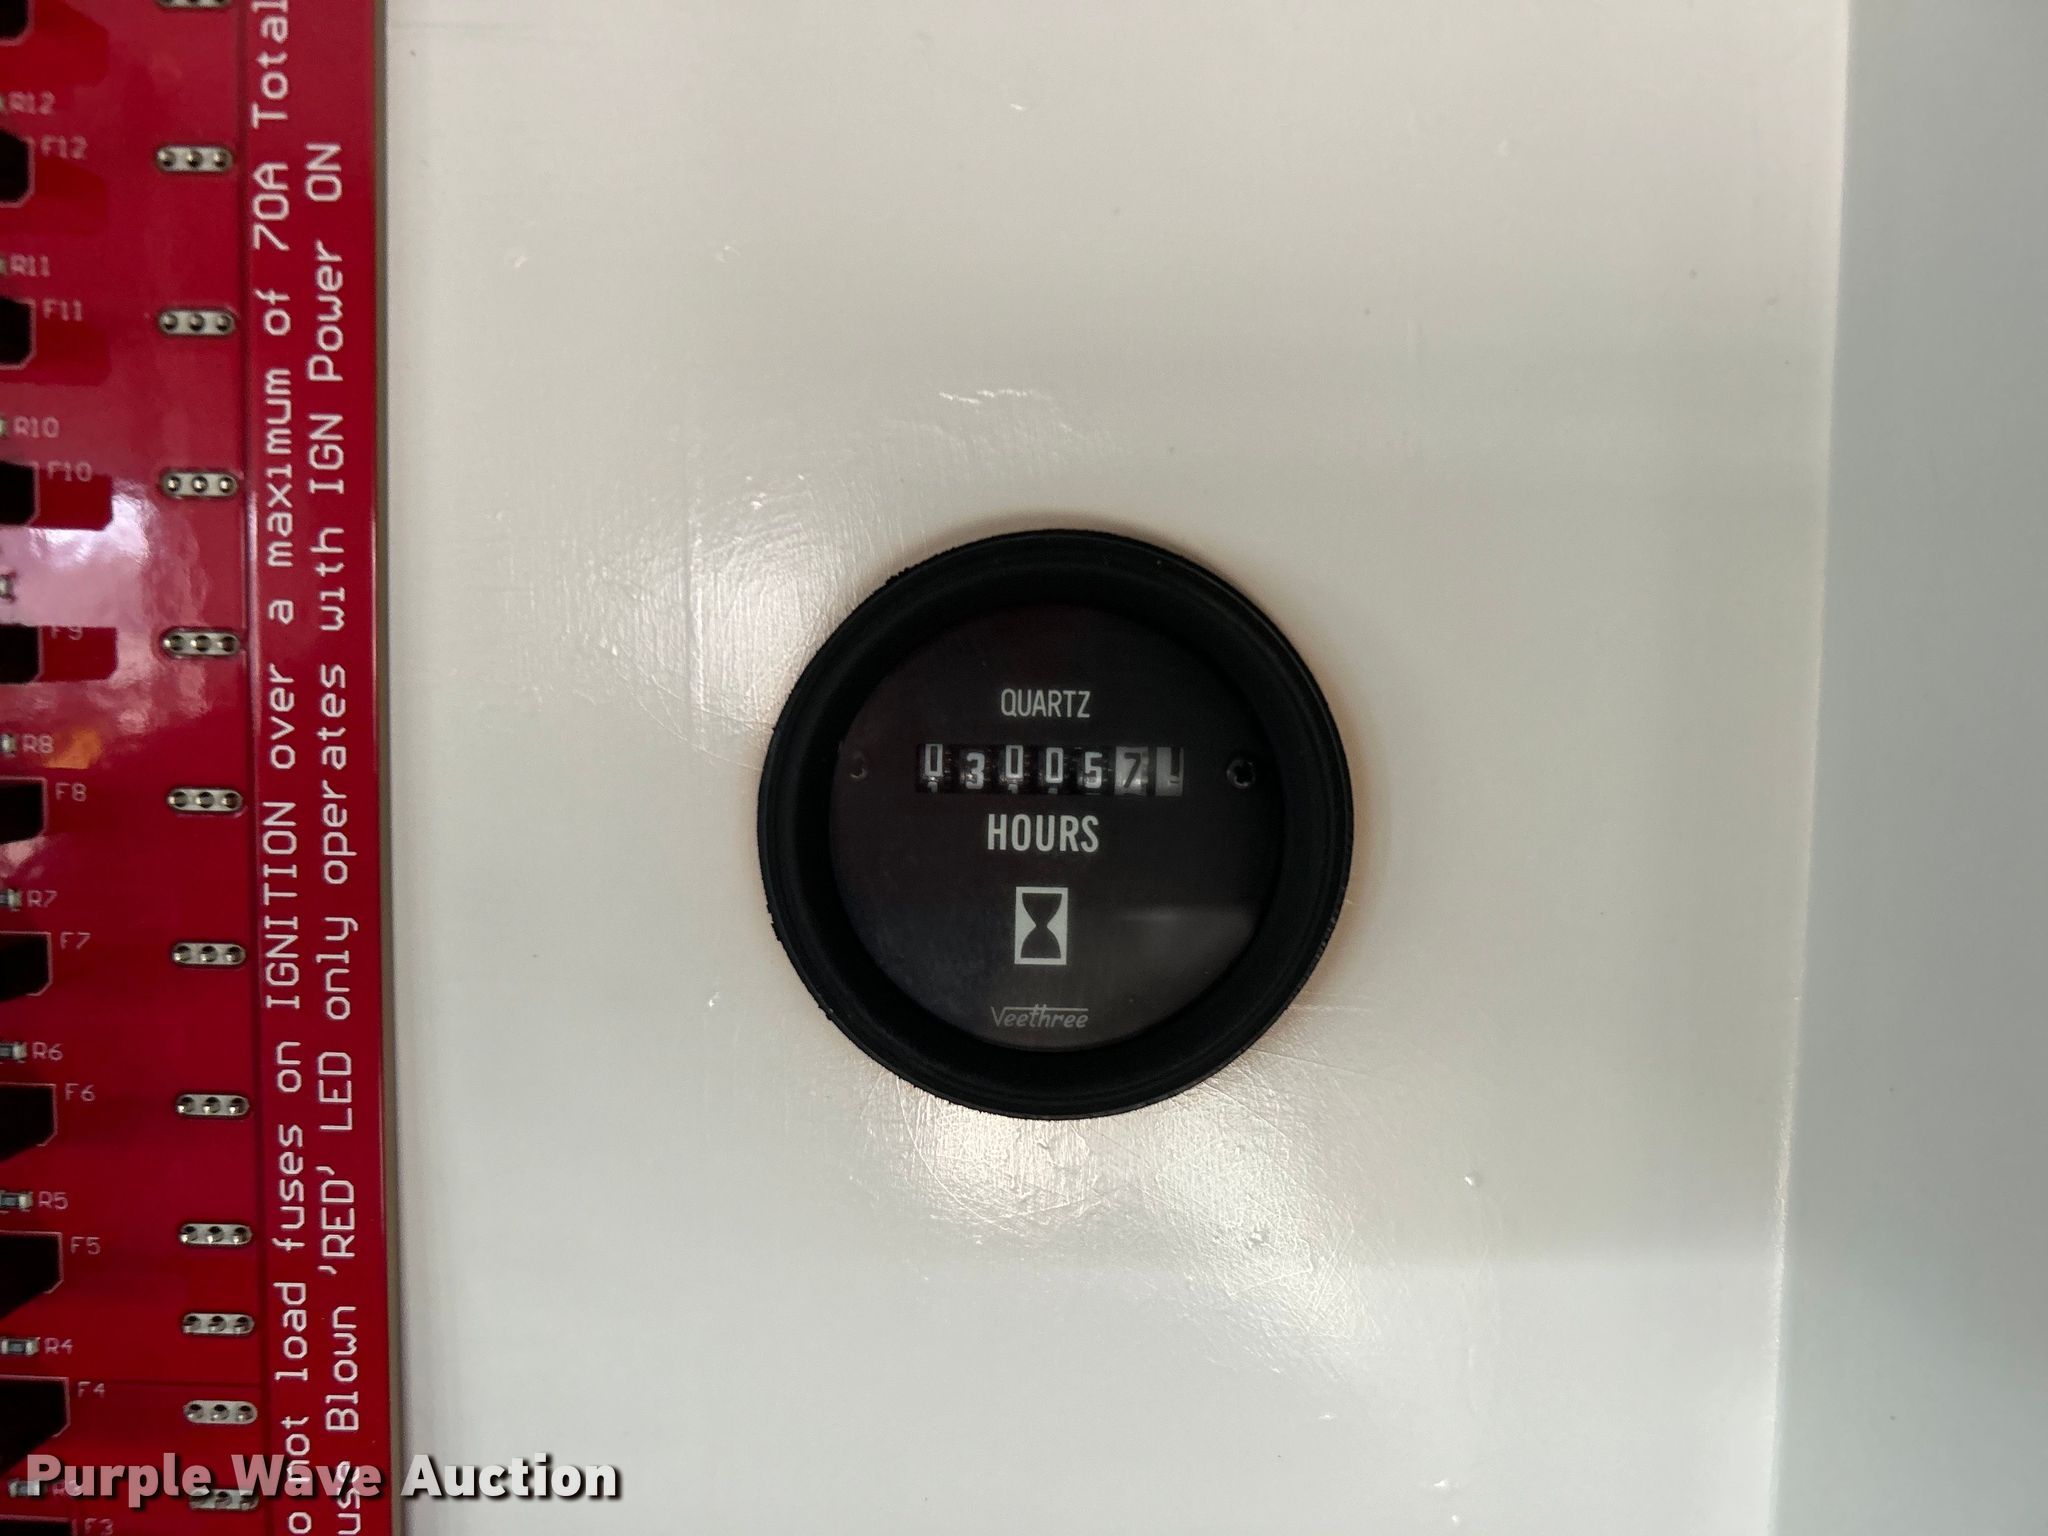 R12
F12
R11
F11
R10
F10
F9
R8
F8
R7
F7
R6
F6
R5
F5
R4
F4
F3
o not load fuses on IGNITION over a maximum of 70A Total
use Blown 'RED' LED only operates with IGN Power ON
QUARTZ
030057
HOURS
Veethree
Purple Wave Auction